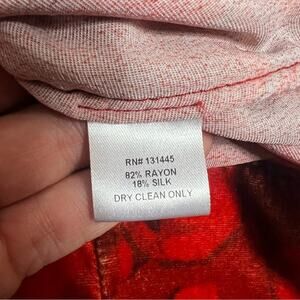 RN# 131445
82% RAYON
18% SILK
DRY CLEAN ONLY